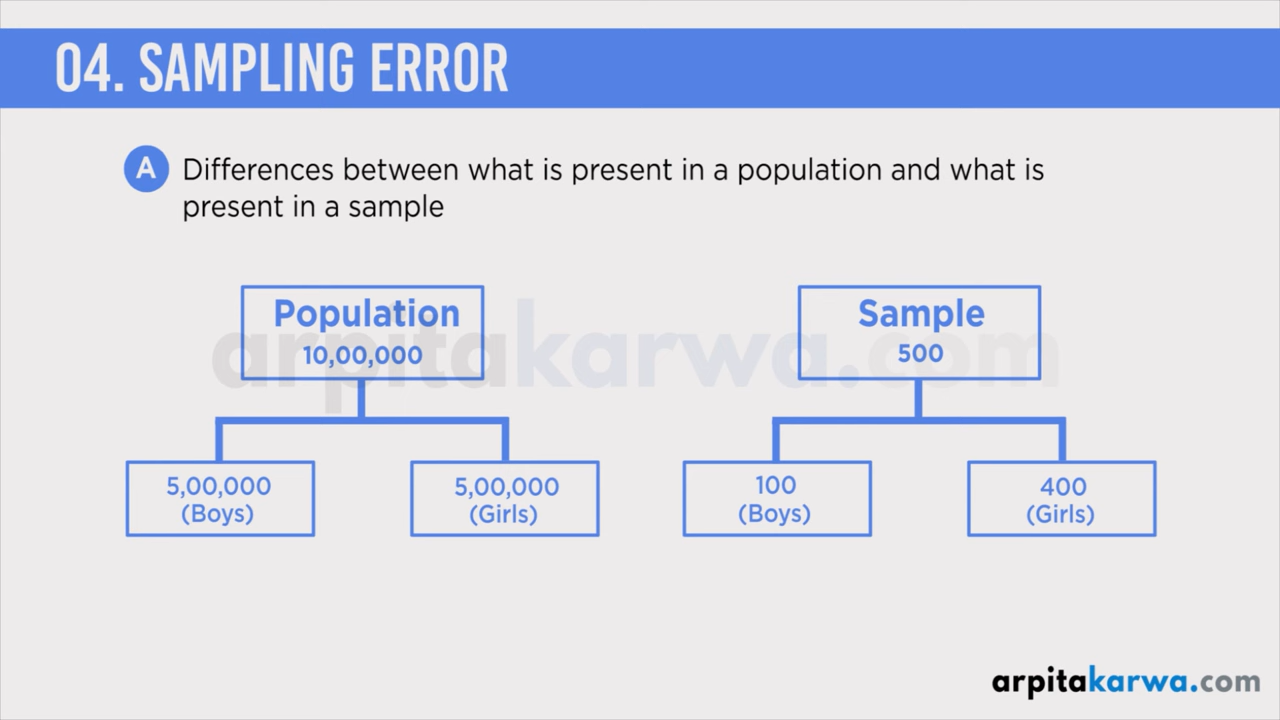 04. SAMPLING ERROR
A Differences between what is present in a population and what is
present in a sample
Population
10,00,000
Sample
500
arpitakarwa.com
5,00,000
(Boys)
5,00,000
(Girls)
100
(Boys)
400
(Girls)
arpitakarwa.com